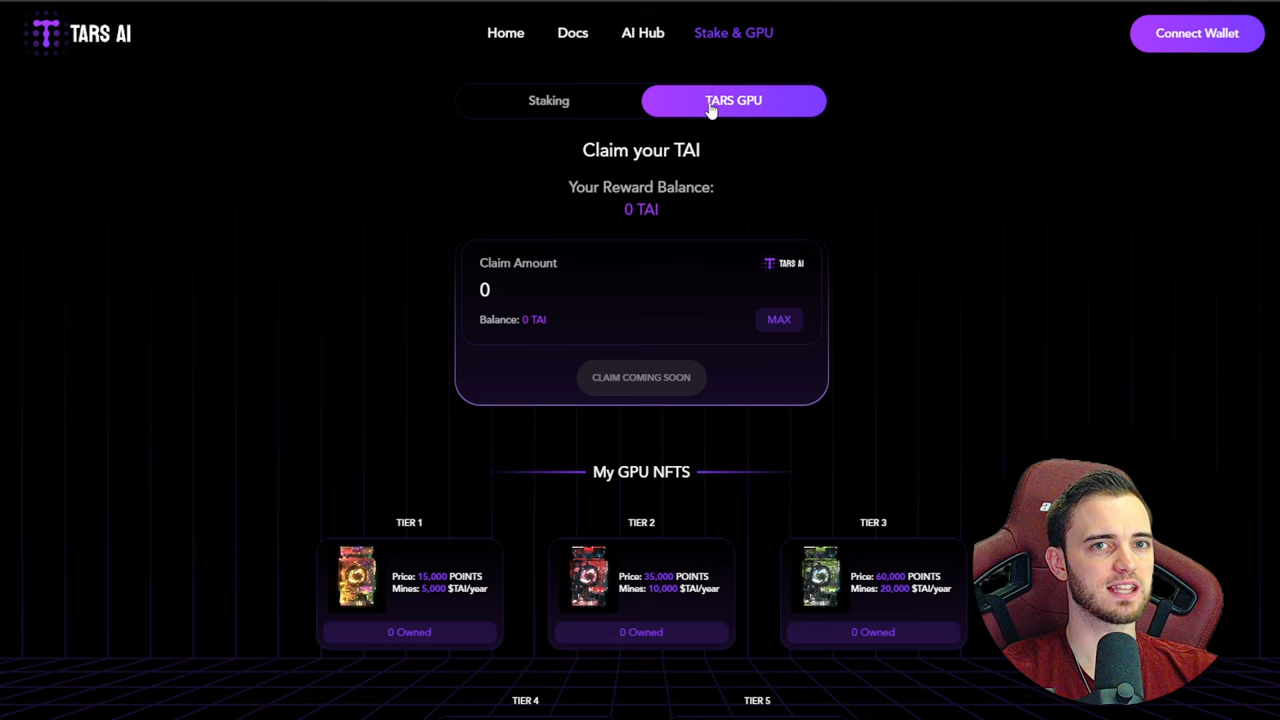 TARS AI
Home Docs AI Hub Stake & GPU
Connect Wallet
Staking TARS GPU
Claim your TAI
Your Reward Balance:
0 TAI
Claim Amount TARS AI
0
Balance: 0 TAI MAX
CLAIM COMING SOON
My GPU NFTS
TIER 1 TIER 2 TIER 3
Price: 15,000 POINTS
Mines: 5,000 $TAI/year
0 Owned
Price: 35,000 POINTS
Mines: 10,000 $TAI/year
0 Owned
Price: 60,000 POINTS
Mines: 20,000 $TAI/year
0 Owned
TIER 4 TIER 5